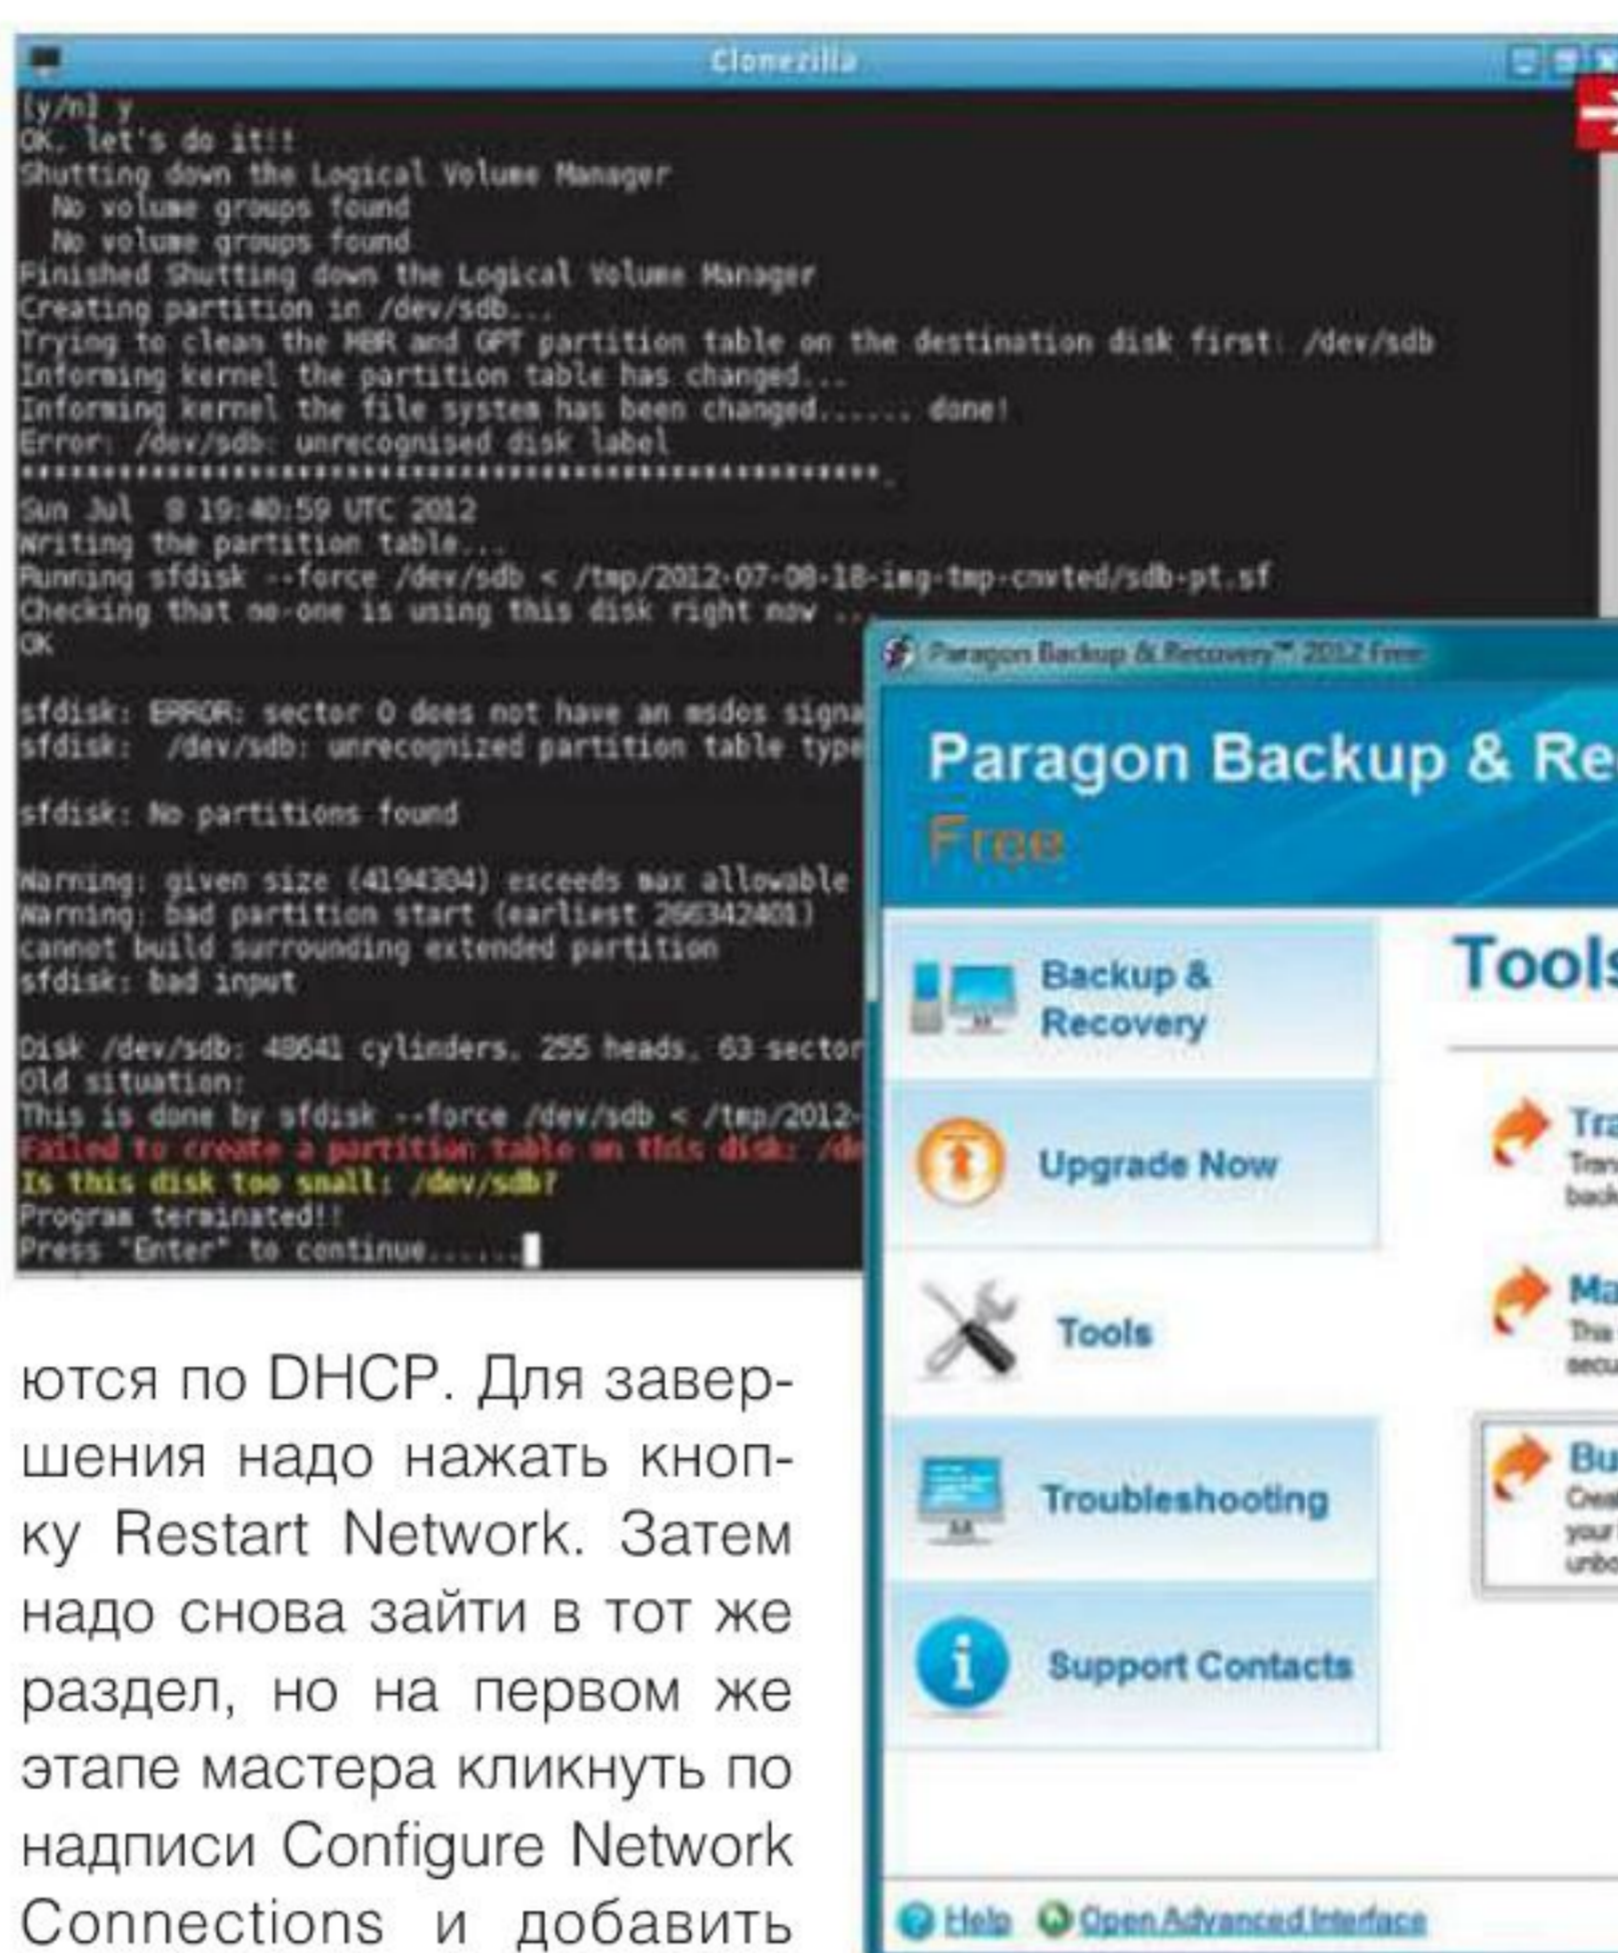 Clonezilla
[y/n] y
OK, let's do it!!
Shutting down the Logical Volume Manager
No volume groups found
No volume groups found
Finished Shutting down the Logical Volume Manager
Creating partition in /dev/sdb...
Trying to clean the MBR and GPT partition table on the destination disk first: /dev/sdb
Informing kernel the partition table has changed...
Informing kernel the file system has been changed...... done!
Error: /dev/sdb: unrecognised disk label
Sun Jul 8 19:40:59 UTC 2012
Writing the partition table...
Running sfdisk --force /dev/sdb < /tmp/2012-07-08-18-img-tmp-cnvted/sdb-pt.sf
Checking that no-one is using this disk right now ...
OK
sfdisk: ERROR: sector 0 does not have an msdos signa
sfdisk: /dev/sdb: unrecognized partition table type
sfdisk: No partitions found
Warning: given size (4194304) exceeds max allowable
Warning: bad partition start (earliest 266342401)
cannot build surrounding extended partition
sfdisk: bad input
Disk /dev/sdb: 48641 cylinders, 255 heads, 63 sector
Old situation:
This is done by sfdisk --force /dev/sdb < /tmp/2012-
Failed to create a partition table on this disk: /de
Is this disk too small: /dev/sdb?
Program terminated!!
Press "Enter" to continue......
ются по DHCP. Для завер-
шения надо нажать кноп-
ку Restart Network. Затем
надо снова зайти в тот же
раздел, но на первом же
этапе мастера кликнуть по
надписи Configure Network
Connections и добавить
Paragon Backup & Recovery™ 2012 Free
Paragon Backup & Re
Free
Backup &
Recovery
Upgrade Now
Tools
Troubleshooting
Support Contacts
Tools
Tra
Trans
back
Ma
This
secu
Bu
Creat
your
unbo
Help Open Advanced Interface